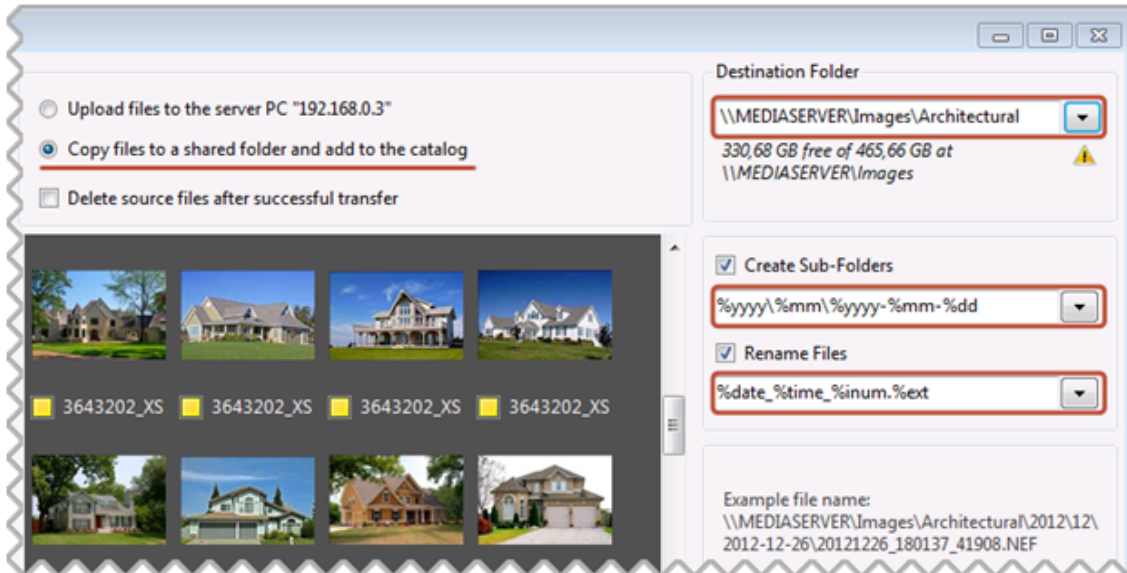 Upload files to the server PC "192.168.0.3"
Copy files to a shared folder and add to the catalog
Delete source files after successful transfer
Destination Folder
\\MEDIASERVER\Images\Architectural
330,68 GB free of 465,66 GB at
\\MEDIASERVER\Images
Create Sub-Folders
%yyyy\%mm\%yyyy-%mm-%dd
Rename Files
%date_%time_%inum.%ext
3643202_XS
3643202_XS
3643202_XS
3643202_XS
Example file name:
\\MEDIASERVER\Images\Architectural\2012\12\
2012-12-26\20121226_180137_41908.NEF